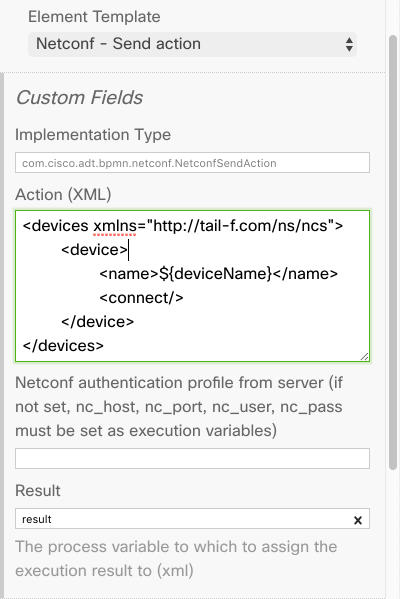 Element Template
Netconf - Send action
Custom Fields
Implementation Type
com.cisco.adt.bpmn.netconf.NetconfSendAction
Action (XML)
<devices xmlns="http://tail-f.com/ns/ncs">
<device>
<name>${deviceName}</name>
<connect/>
</device>
</devices>
Netconf authentication profile from server (if
not set, nc_host, nc_port, nc_user, nc_pass
must be set as execution variables)
Result
result
The process variable to which to assign the
execution result to (xml)